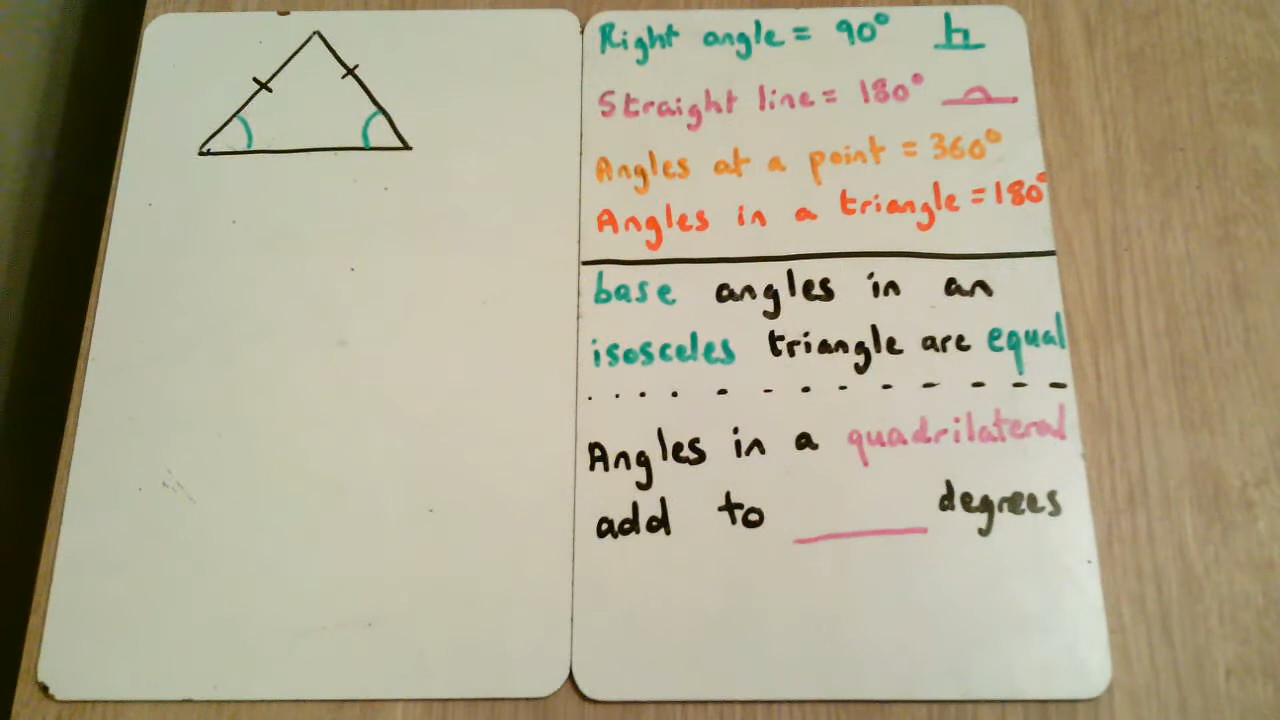 Right angle = 90°
Straight line = 180°
Angles at a point = 360°
Angles in a triangle = 180°
base angles in an
isosceles triangle are equal
Angles in a quadrilateral
add to ______ degrees